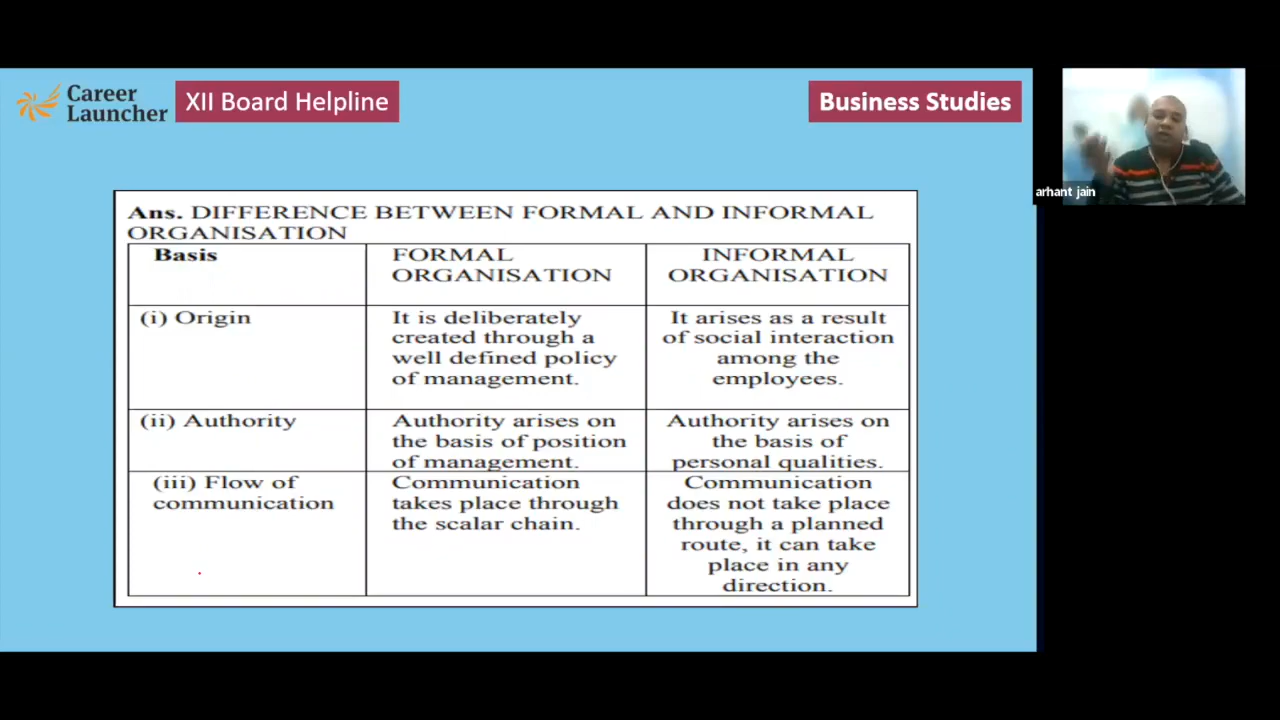 Career
Launcher
XII Board Helpline
Business Studies
arhant jain
Ans. DIFFERENCE BETWEEN FORMAL AND INFORMAL
ORGANISATION
Basis
FORMAL
ORGANISATION
INFORMAL
ORGANISATION
(i) Origin
It is deliberately
created through a
well defined policy
of management.
It arises as a result
of social interaction
among the
employees.
(ii) Authority
Authority arises on
the basis of position
of management.
Authority arises on
the basis of
personal qualities.
(iii) Flow of
communication
Communication
takes place through
the scalar chain.
Communication
does not take place
through a planned
route, it can take
place in any
direction.